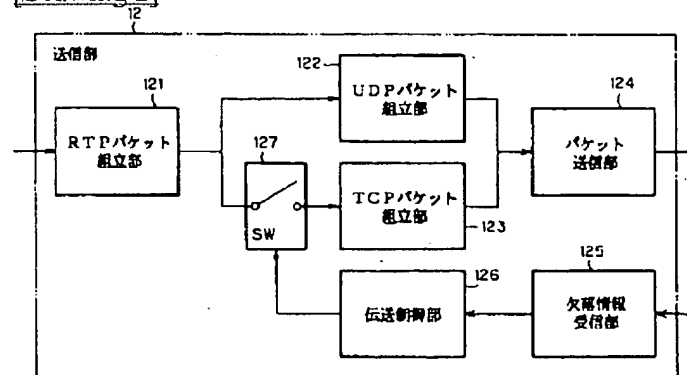 12
送信部
121
RTPパケット
組立部
122
UDPパケット
組立部
127
SW
TCPパケット
組立部
123
124
パケット
送信部
125
欠落情報
受信部
126
伝送制御部